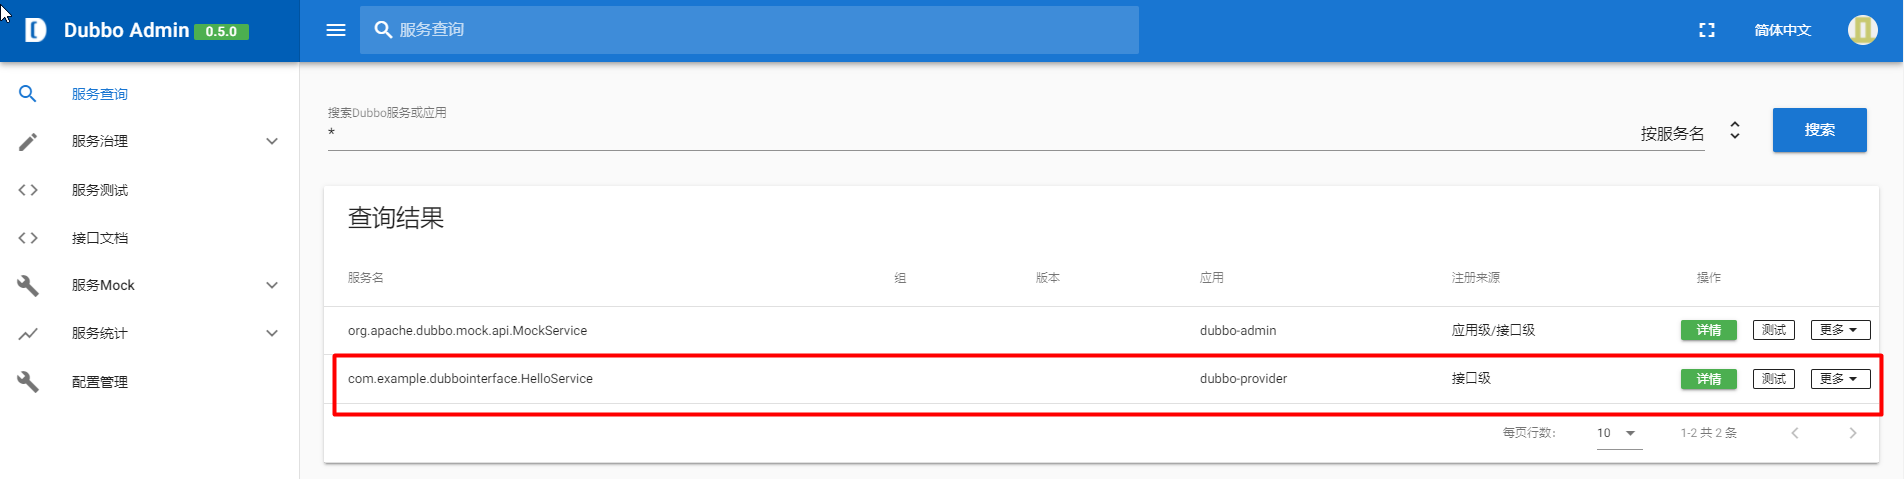 Dubbo Admin 0.5.0
服务查询
简体中文
服务查询
服务治理
服务测试
接口文档
服务Mock
服务统计
配置管理
搜索Dubbo服务或应用
*
按服务名
搜索
查询结果
服务名 组 版本 应用 注册来源 操作
org.apache.dubbo.mock.api.MockService dubbo-admin 应用级/接口级 详情 测试 更多
com.example.dubbointerface.HelloService dubbo-provider 接口级 详情 测试 更多
每页行数: 10 1-2 共 2 条